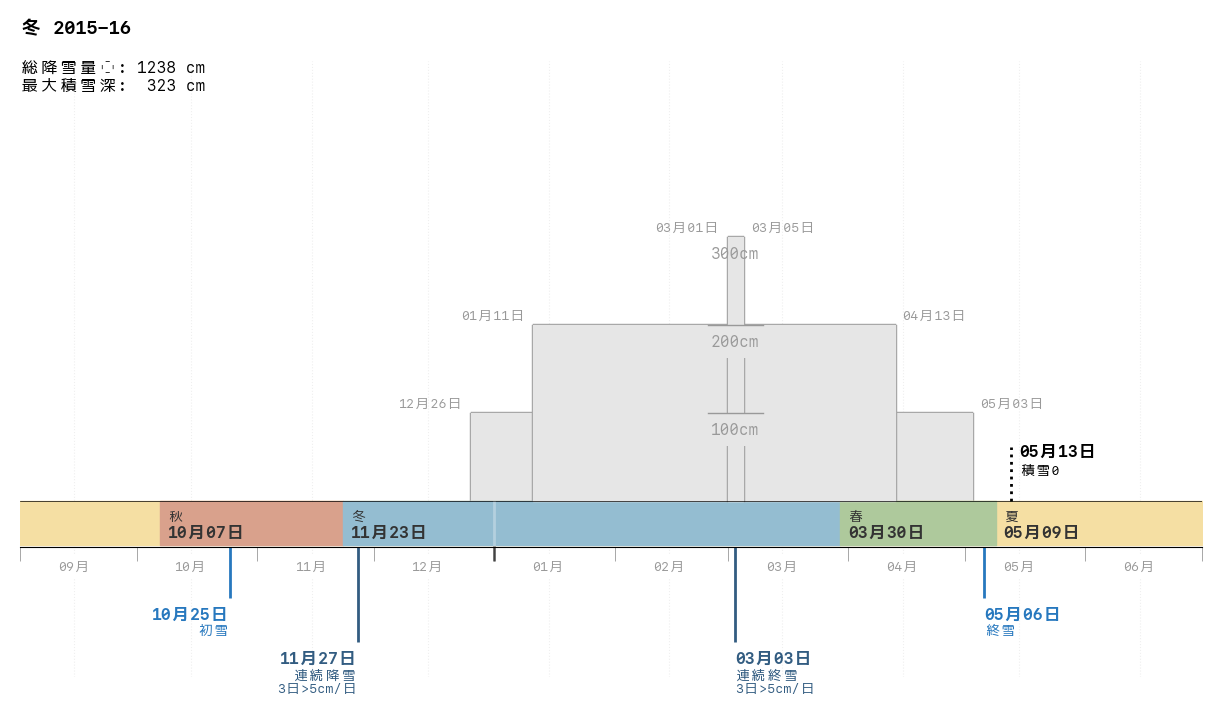 冬 2015−16
総降雪量: 1238 cm
最大積雪深: 323 cm
03月01日 03月05日
300cm
01月11日 04月13日
200cm
12月26日 05月03日
100cm
05月13日
積雪0
秋 冬 春 夏
10月07日 11月23日 03月30日 05月09日
09月 10月 11月 12月 01月 02月 03月 04月 05月 06月
10月25日 05月06日
初雪 終雪
11月27日 03月03日
連続降雪 連続終雪
3日>5cm/日 3日>5cm/日